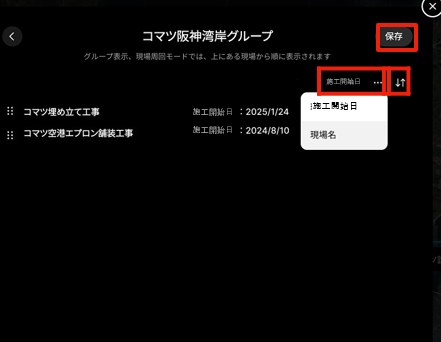 コマツ阪神湾岸グループ
保存
グループ表示、現場周回モードでは、上にある現場から順に表示されます
施工開始日 …
コマツ埋め立て工事 施工開始日 : 2025/1/24
施工開始日
コマツ空港エプロン舗装工事 施工開始日 : 2024/8/10
現場名